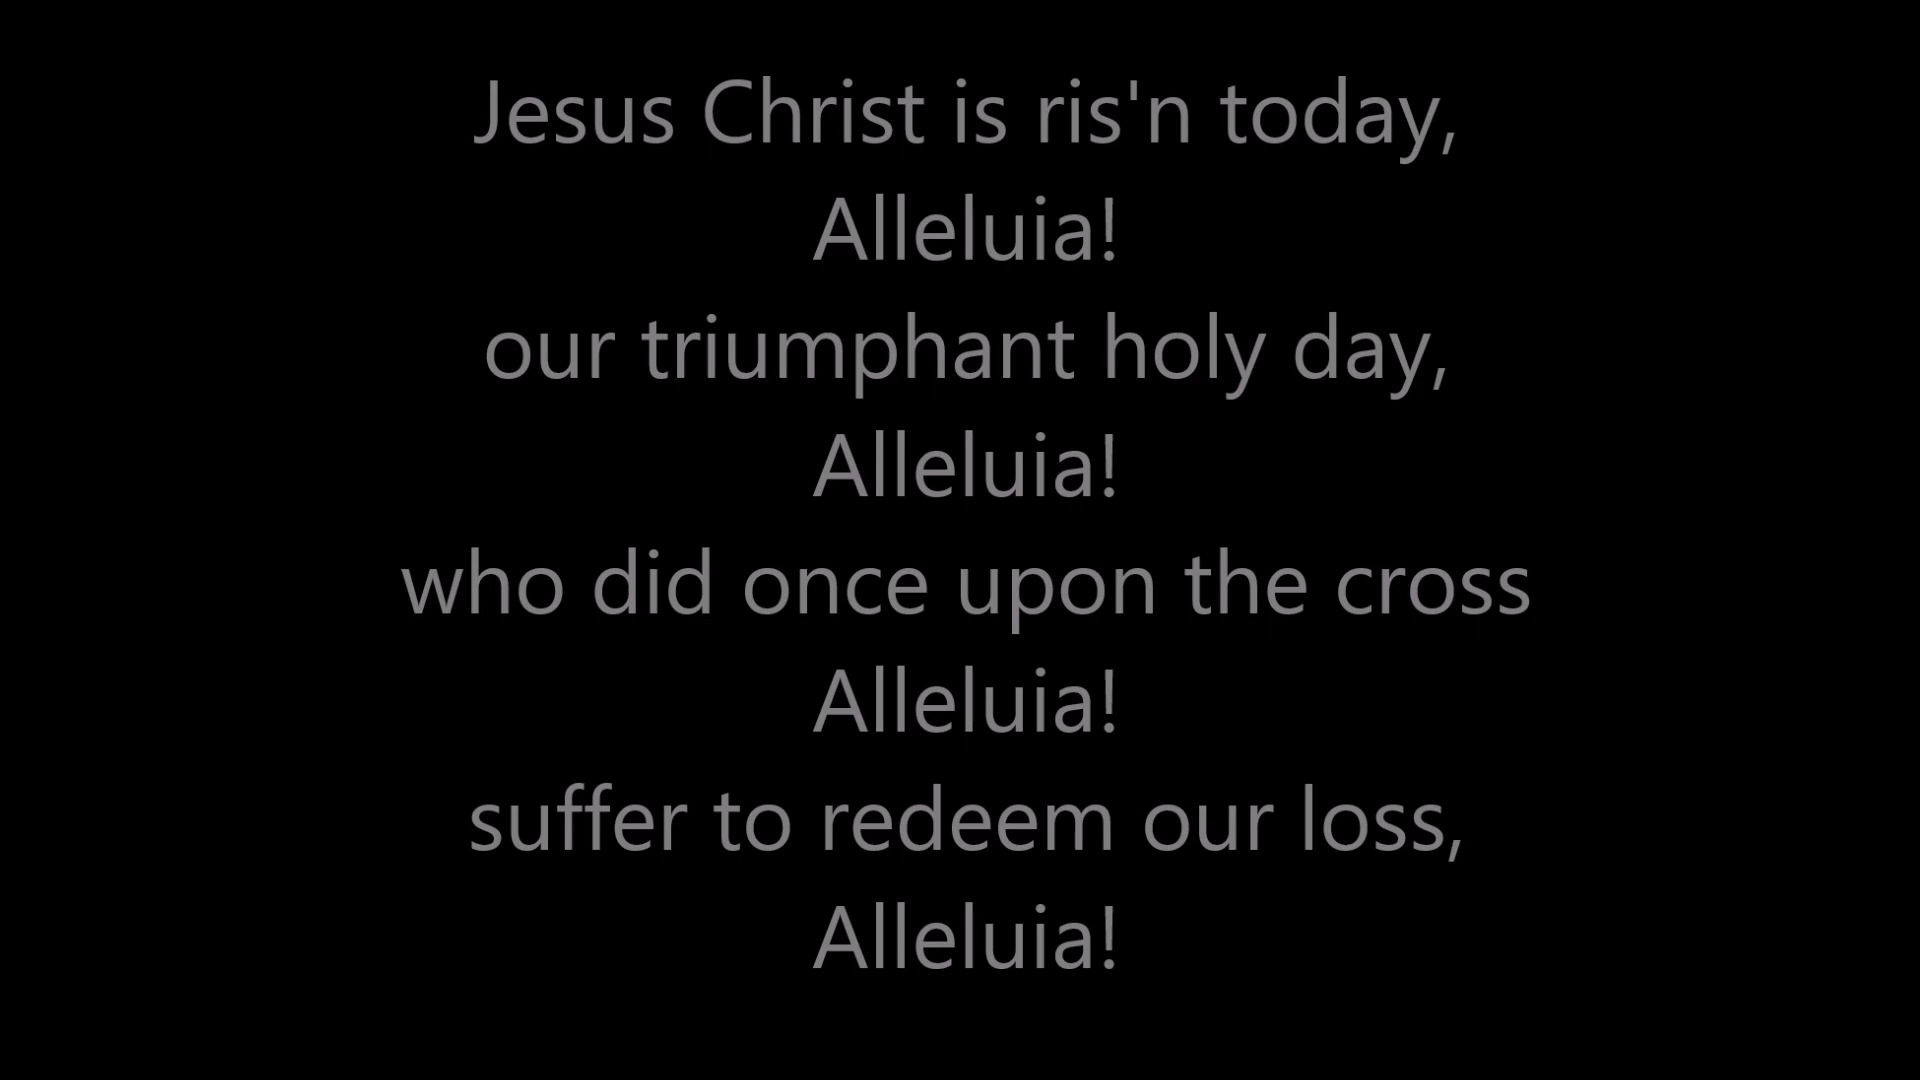 Jesus Christ is ris'n today,
Alleluia!
our triumphant holy day,
Alleluia!
who did once upon the cross
Alleluia!
suffer to redeem our loss,
Alleluia!